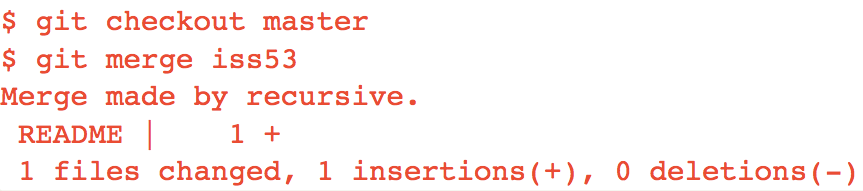 $ git checkout master
$ git merge iss53
Merge made by recursive.
 README |    1 +
 1 files changed, 1 insertions(+), 0 deletions(-)